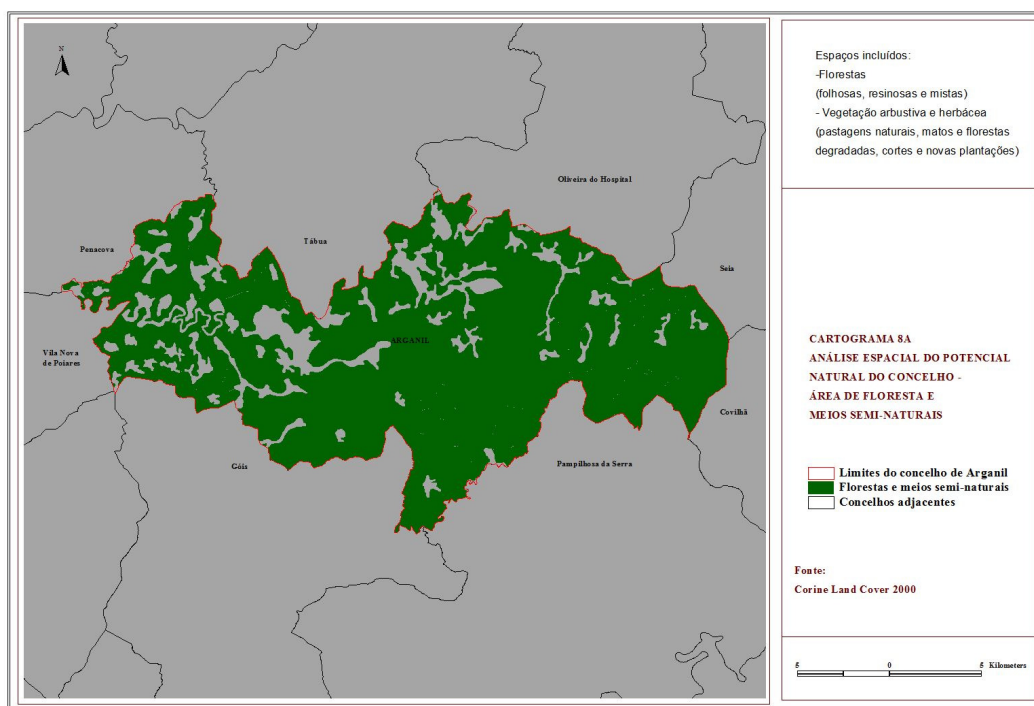 N
Oliveira do Hospital
Penacova
Tábua
Seia
ARGANIL
Vila Nova
de Poiares
Covilhã
Góis
Pampilhosa da Serra
Espaços incluídos:
-Florestas
(folhosas, resinosas e mistas)
- Vegetação arbustiva e herbácea
(pastagens naturais, matos e florestas
degradadas, cortes e novas plantações)
CARTOGRAMA 8A
ANÁLISE ESPACIAL DO POTENCIAL
NATURAL DO CONCELHO -
ÁREA DE FLORESTA E
MEIOS SEMI-NATURAIS
Limites do concelho de Arganil
Florestas e meios semi-naturais
Concelhos adjacentes
Fonte:
Corine Land Cover 2000
5 0 5 Kilometers